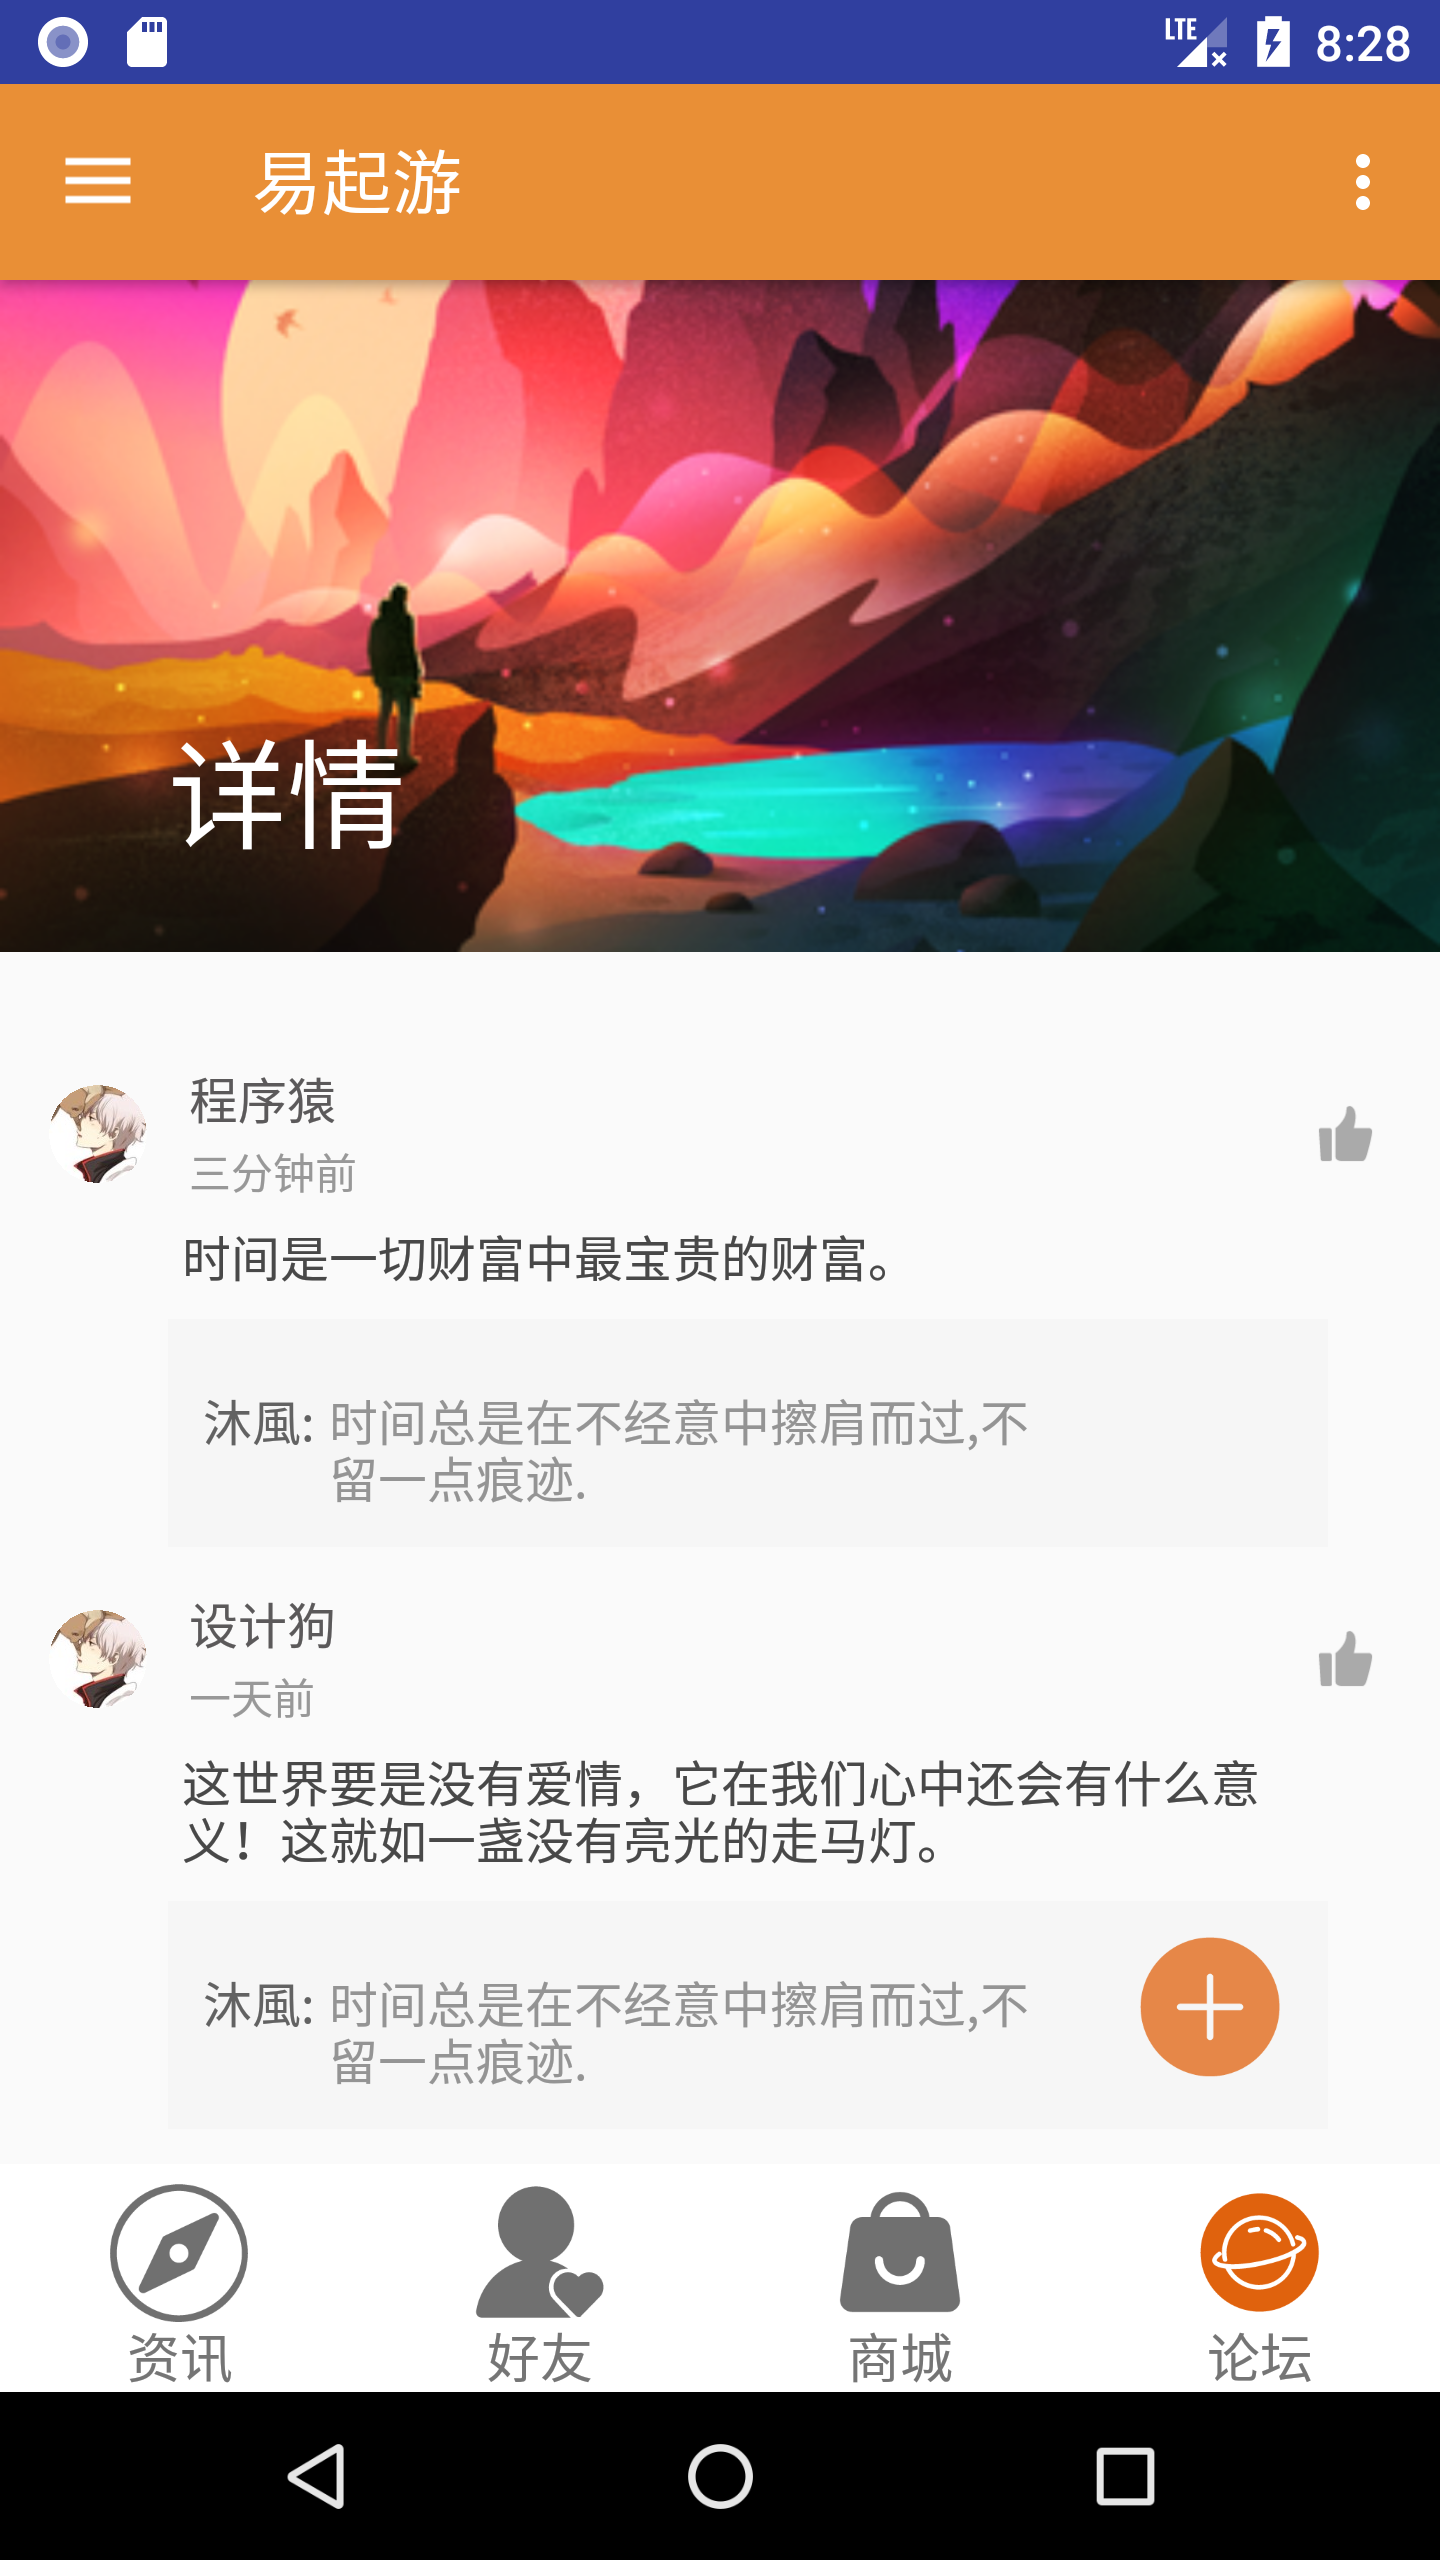 LTE 8:28
易起游
详情
程序猿
三分钟前
时间是一切财富中最宝贵的财富。
沐風: 时间总是在不经意中擦肩而过,不
留一点痕迹.
设计狗
一天前
这世界要是没有爱情，它在我们心中还会有什么意
义！这就如一盏没有亮光的走马灯。
沐風: 时间总是在不经意中擦肩而过,不
留一点痕迹.
资讯 好友 商城 论坛